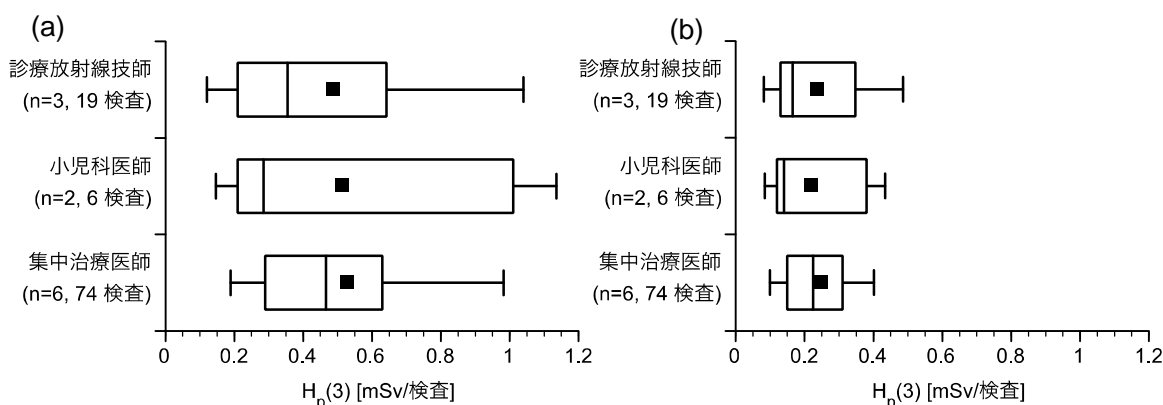 (a)
診療放射線技師
(n=3, 19 検査)
小児科医師
(n=2, 6 検査)
集中治療医師
(n=6, 74 検査)
0 0.2 0.4 0.6 0.8 1 1.2
H_p(3) [mSv/検査]
(b)
診療放射線技師
(n=3, 19 検査)
小児科医師
(n=2, 6 検査)
集中治療医師
(n=6, 74 検査)
0 0.2 0.4 0.6 0.8 1 1.2
H_p(3) [mSv/検査]